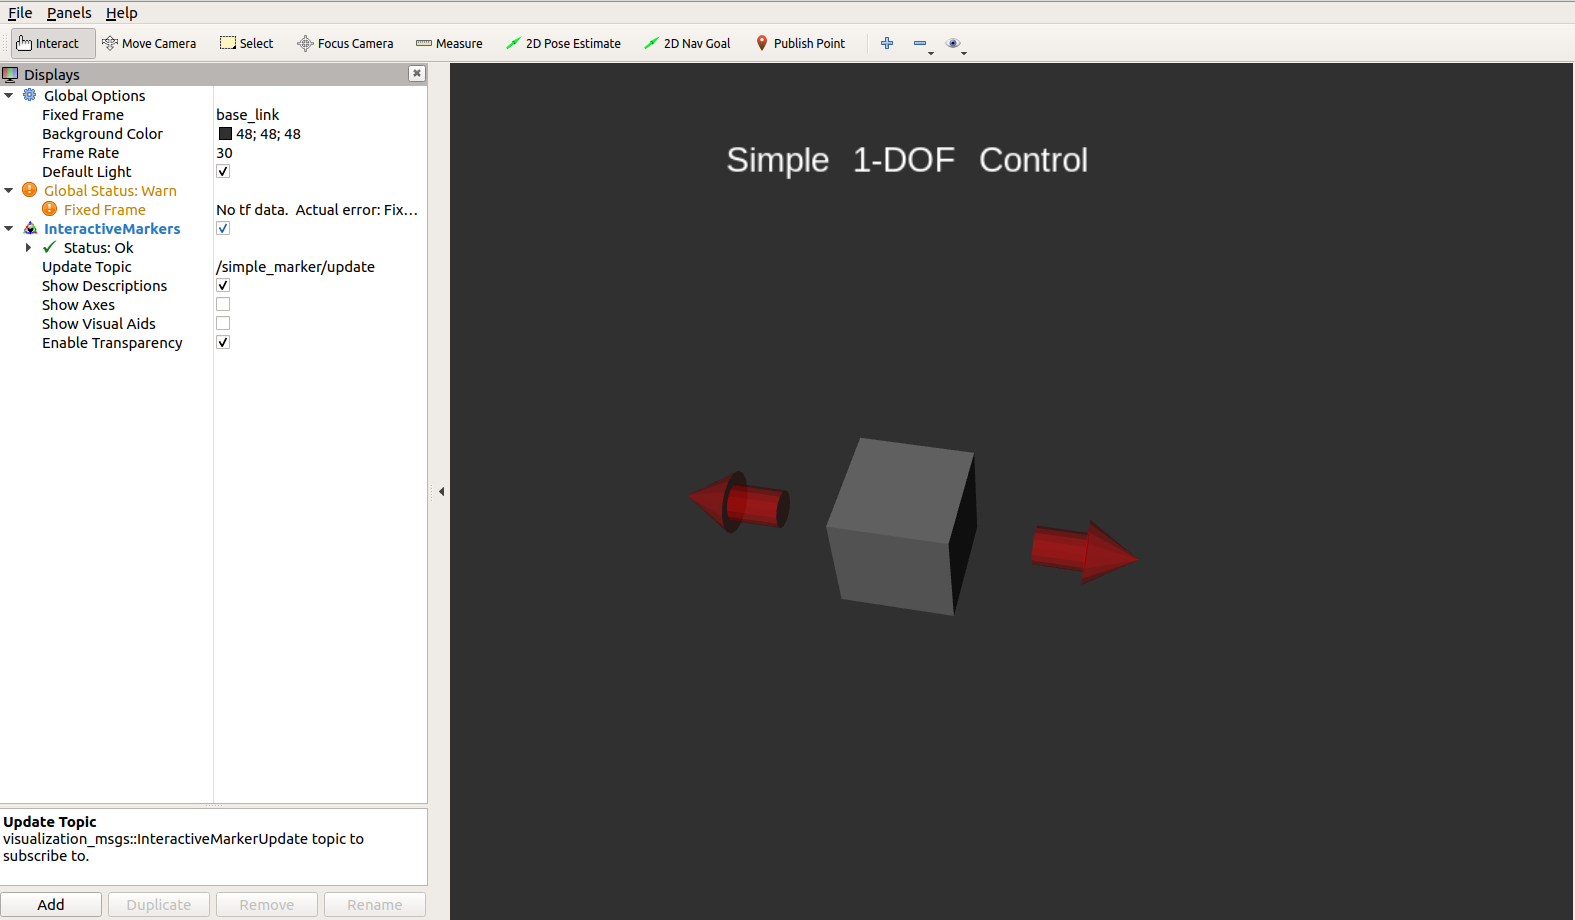 File Panels Help
Interact Move Camera Select Focus Camera Measure 2D Pose Estimate 2D Nav Goal Publish Point
Displays
Global Options
Fixed Frame base_link
Background Color 48; 48; 48
Frame Rate 30
Default Light
Global Status: Warn
Fixed Frame No tf data. Actual error: Fix…
InteractiveMarkers
Status: Ok
Update Topic /simple_marker/update
Show Descriptions
Show Axes
Show Visual Aids
Enable Transparency
Update Topic
visualization_msgs::InteractiveMarkerUpdate topic to
subscribe to.
Add Duplicate Remove Rename
Simple 1-DOF Control